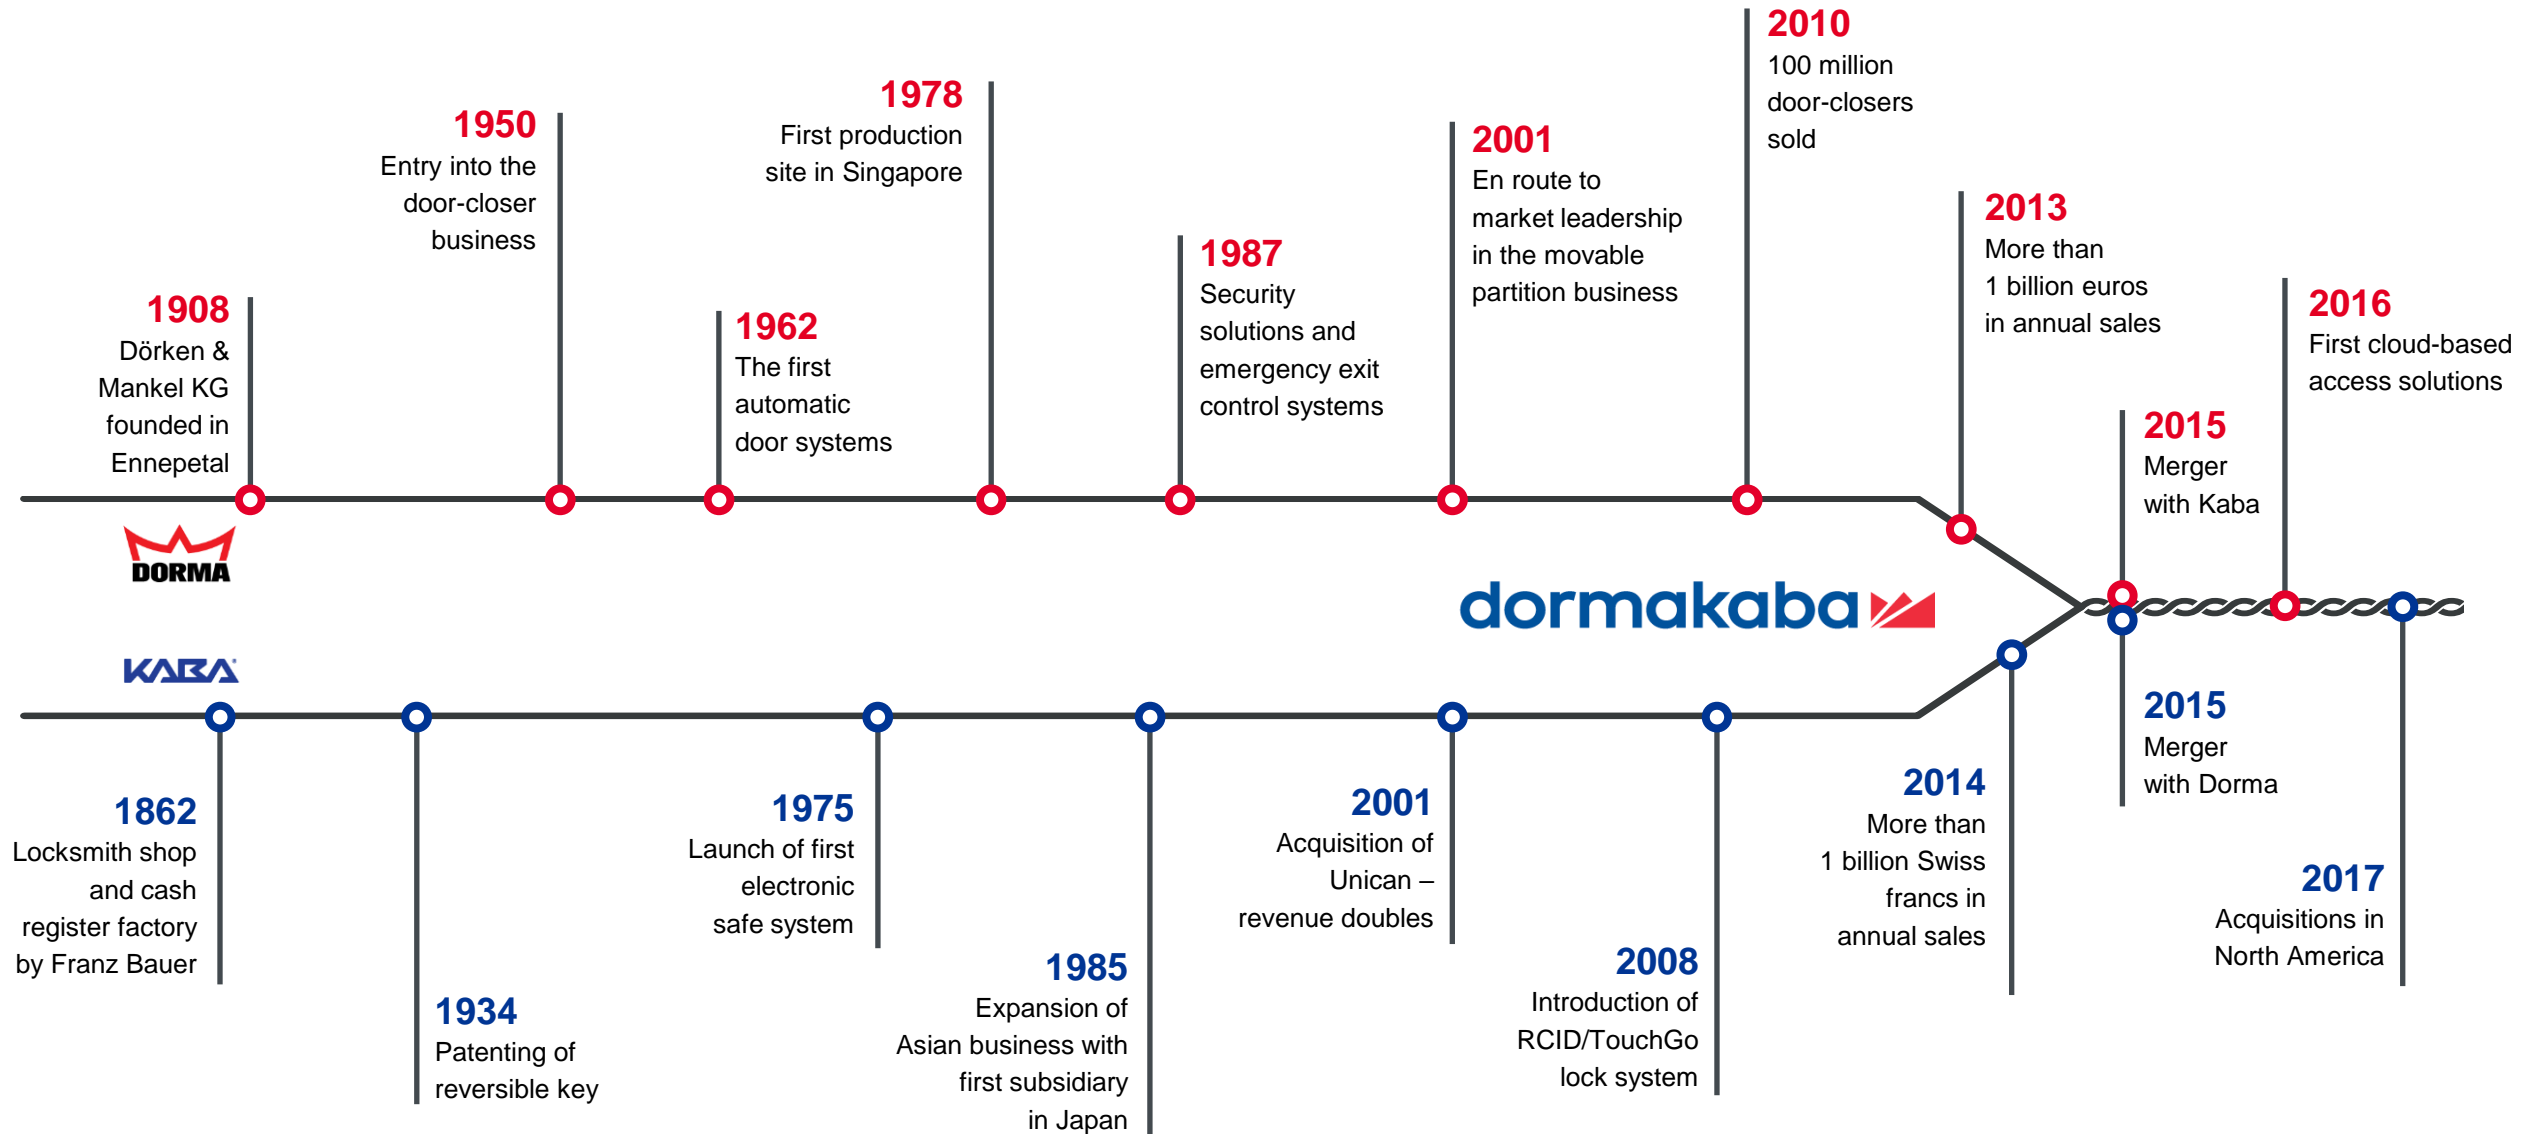 1908
Dörken &
Mankel KG
founded in
Ennepetal
1950
Entry into the
door-closer
business
1962
The first
automatic
door systems
1978
First production
site in Singapore
1987
Security
solutions and
emergency exit
control systems
2001
En route to
market leadership
in the movable
partition business
2010
100 million
door-closers
sold
2013
More than
1 billion euros
in annual sales
2015
Merger
with Kaba
2016
First cloud-based
access solutions
DORMA
dormakaba
KABA
1862
Locksmith shop
and cash
register factory
by Franz Bauer
1934
Patenting of
reversible key
1975
Launch of first
electronic
safe system
1985
Expansion of
Asian business with
first subsidiary
in Japan
2001
Acquisition of
Unican –
revenue doubles
2008
Introduction of
RCID/TouchGo
lock system
2014
More than
1 billion Swiss
francs in
annual sales
2015
Merger
with Dorma
2017
Acquisitions in
North America